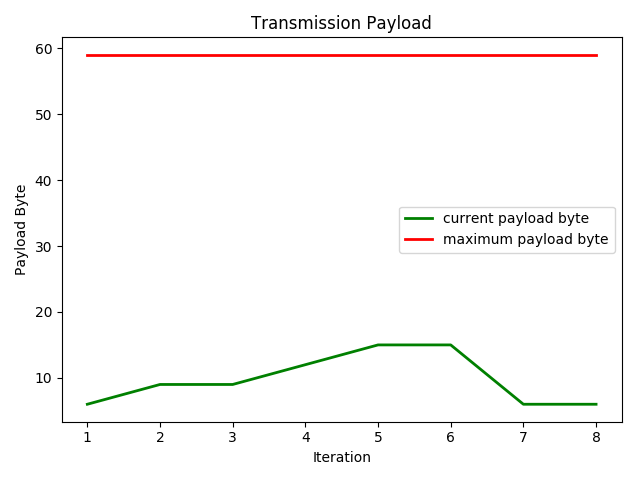 Transmission Payload
60
50
40
30
20
10
Payload Byte
current payload byte
maximum payload byte
1 2 3 4 5 6 7 8
Iteration